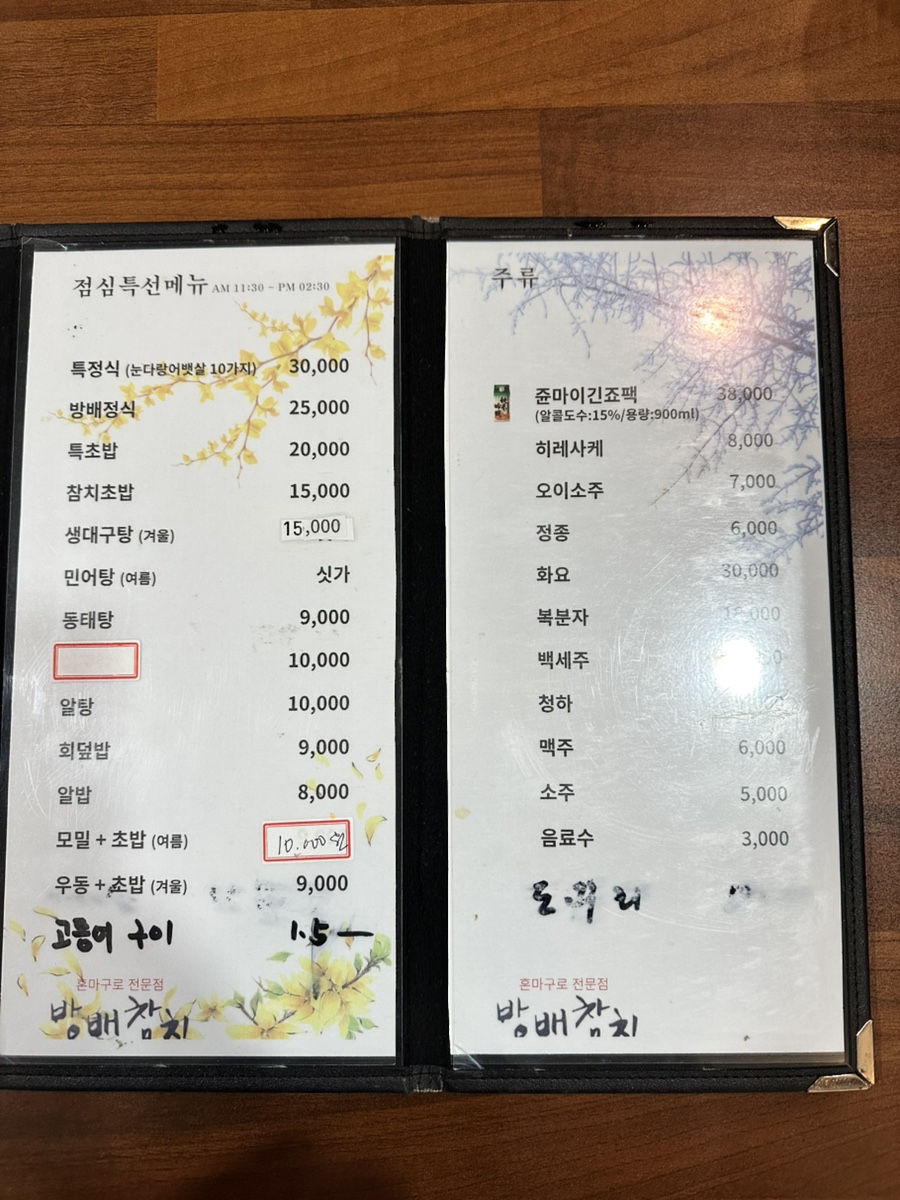 점심특선메뉴 AM 11:30 ~ PM 02:30
특정식 (눈다랑어뱃살 10가지) 30,000
방배정식 25,000
특초밥 20,000
참치초밥 15,000
생대구탕 (겨울) 15,000
민어탕 (여름) 싯가
동태탕 9,000
10,000
알탕 10,000
회덮밥 9,000
알밥 8,000
모밀 + 초밥 (여름) 10.000원
우동 + 초밥 (겨울) 9,000
고등어 구이 1.5 —
혼마구로 전문점
방배참치
주류
쥰마이긴죠팩 38,000
(알콜도수:15%/용량:900ml)
히레사케 8,000
오이소주 7,000
정종 6,000
화요 30,000
복분자
백세주
청하
맥주 6,000
소주 5,000
음료수 3,000
도쿠리
혼마구로 전문점
방배참치